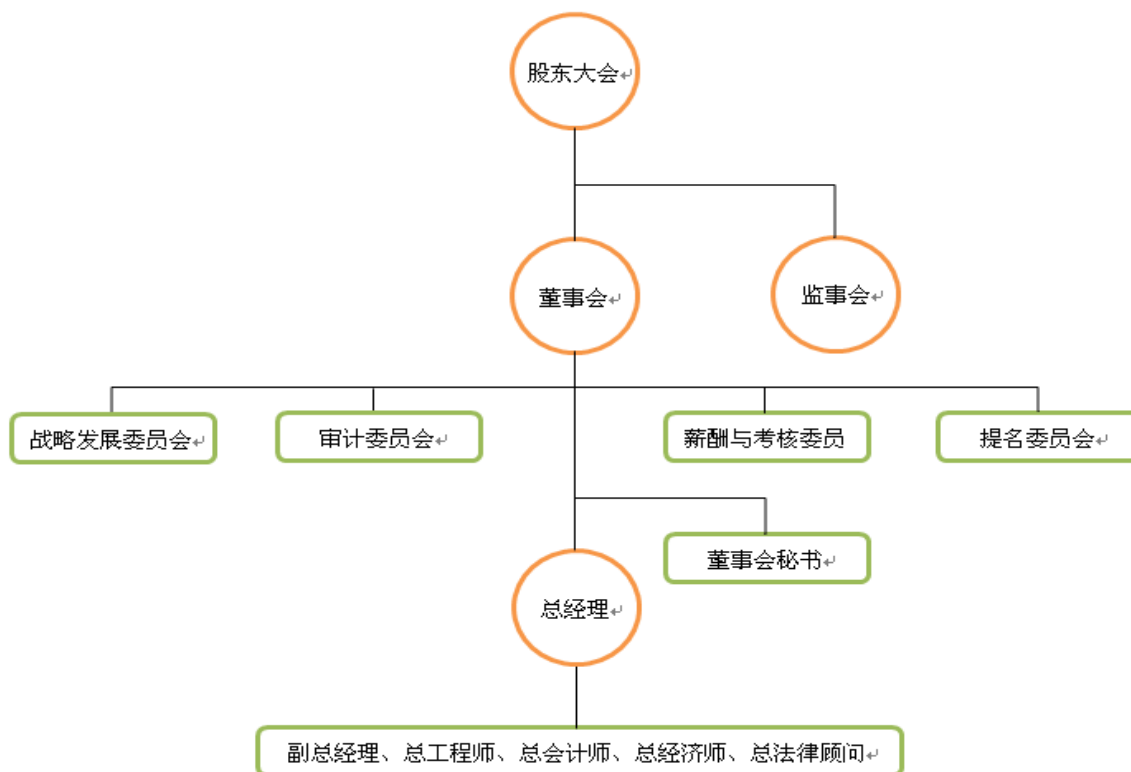 股东大会
董事会
监事会
战略发展委员会
审计委员会
薪酬与考核委员
提名委员会
董事会秘书
总经理
副总经理、总工程师、总会计师、总经济师、总法律顾问